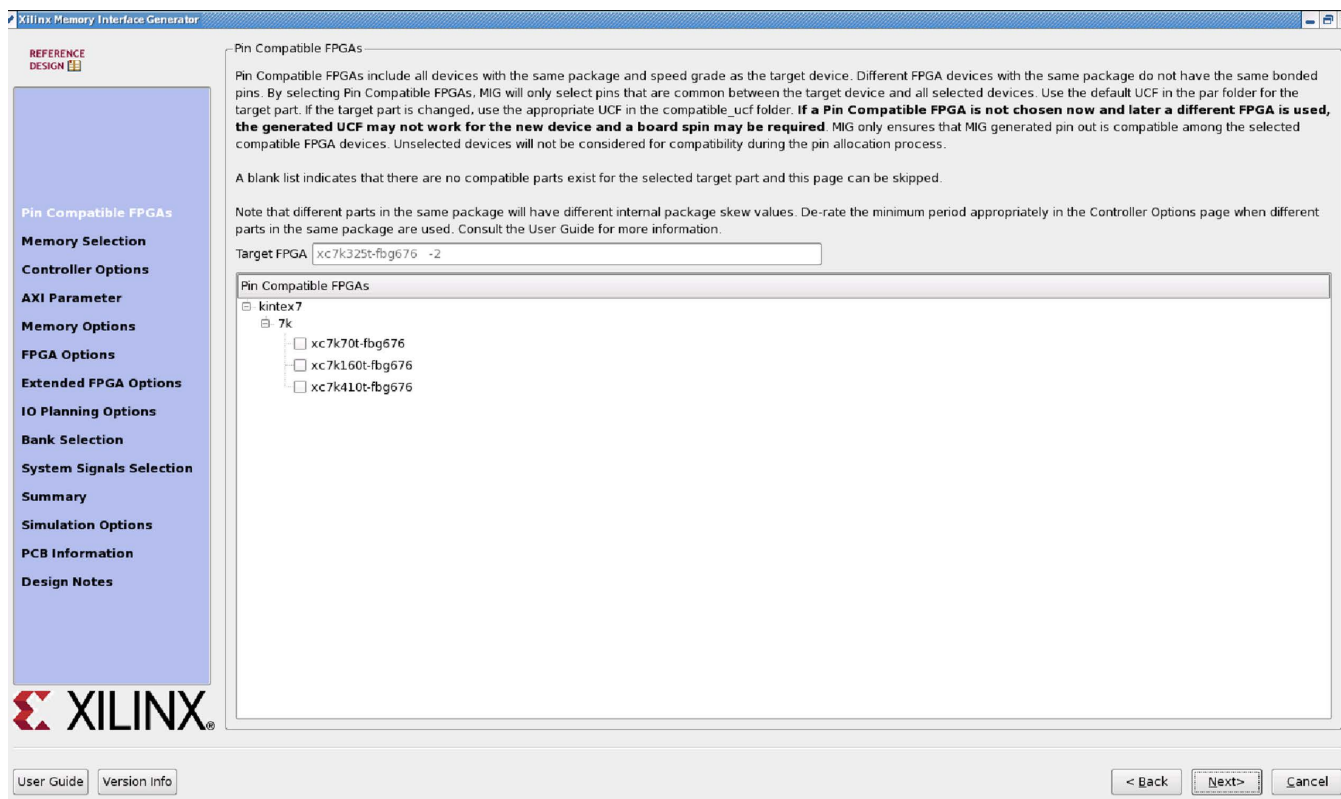 Xilinx Memory Interface Generator
REFERENCE
DESIGN
Pin Compatible FPGAs
Pin Compatible FPGAs include all devices with the same package and speed grade as the target device. Different FPGA devices with the same package do not have the same bonded
pins. By selecting Pin Compatible FPGAs, MIG will only select pins that are common between the target device and all selected devices. Use the default UCF in the par folder for the
target part. If the target part is changed, use the appropriate UCF in the compatible_ucf folder. If a Pin Compatible FPGA is not chosen now and later a different FPGA is used,
the generated UCF may not work for the new device and a board spin may be required. MIG only ensures that MIG generated pin out is compatible among the selected
compatible FPGA devices. Unselected devices will not be considered for compatibility during the pin allocation process.
A blank list indicates that there are no compatible parts exist for the selected target part and this page can be skipped.
Note that different parts in the same package will have different internal package skew values. De-rate the minimum period appropriately in the Controller Options page when different
parts in the same package are used. Consult the User Guide for more information.
Target FPGA xc7k325t-fbg676 -2
Pin Compatible FPGAs
kintex7
7k
xc7k70t-fbg676
xc7k160t-fbg676
xc7k410t-fbg676
Pin Compatible FPGAs
Memory Selection
Controller Options
AXI Parameter
Memory Options
FPGA Options
Extended FPGA Options
IO Planning Options
Bank Selection
System Signals Selection
Summary
Simulation Options
PCB Information
Design Notes
XILINX®
User Guide
Version Info
< Back
Next>
Cancel